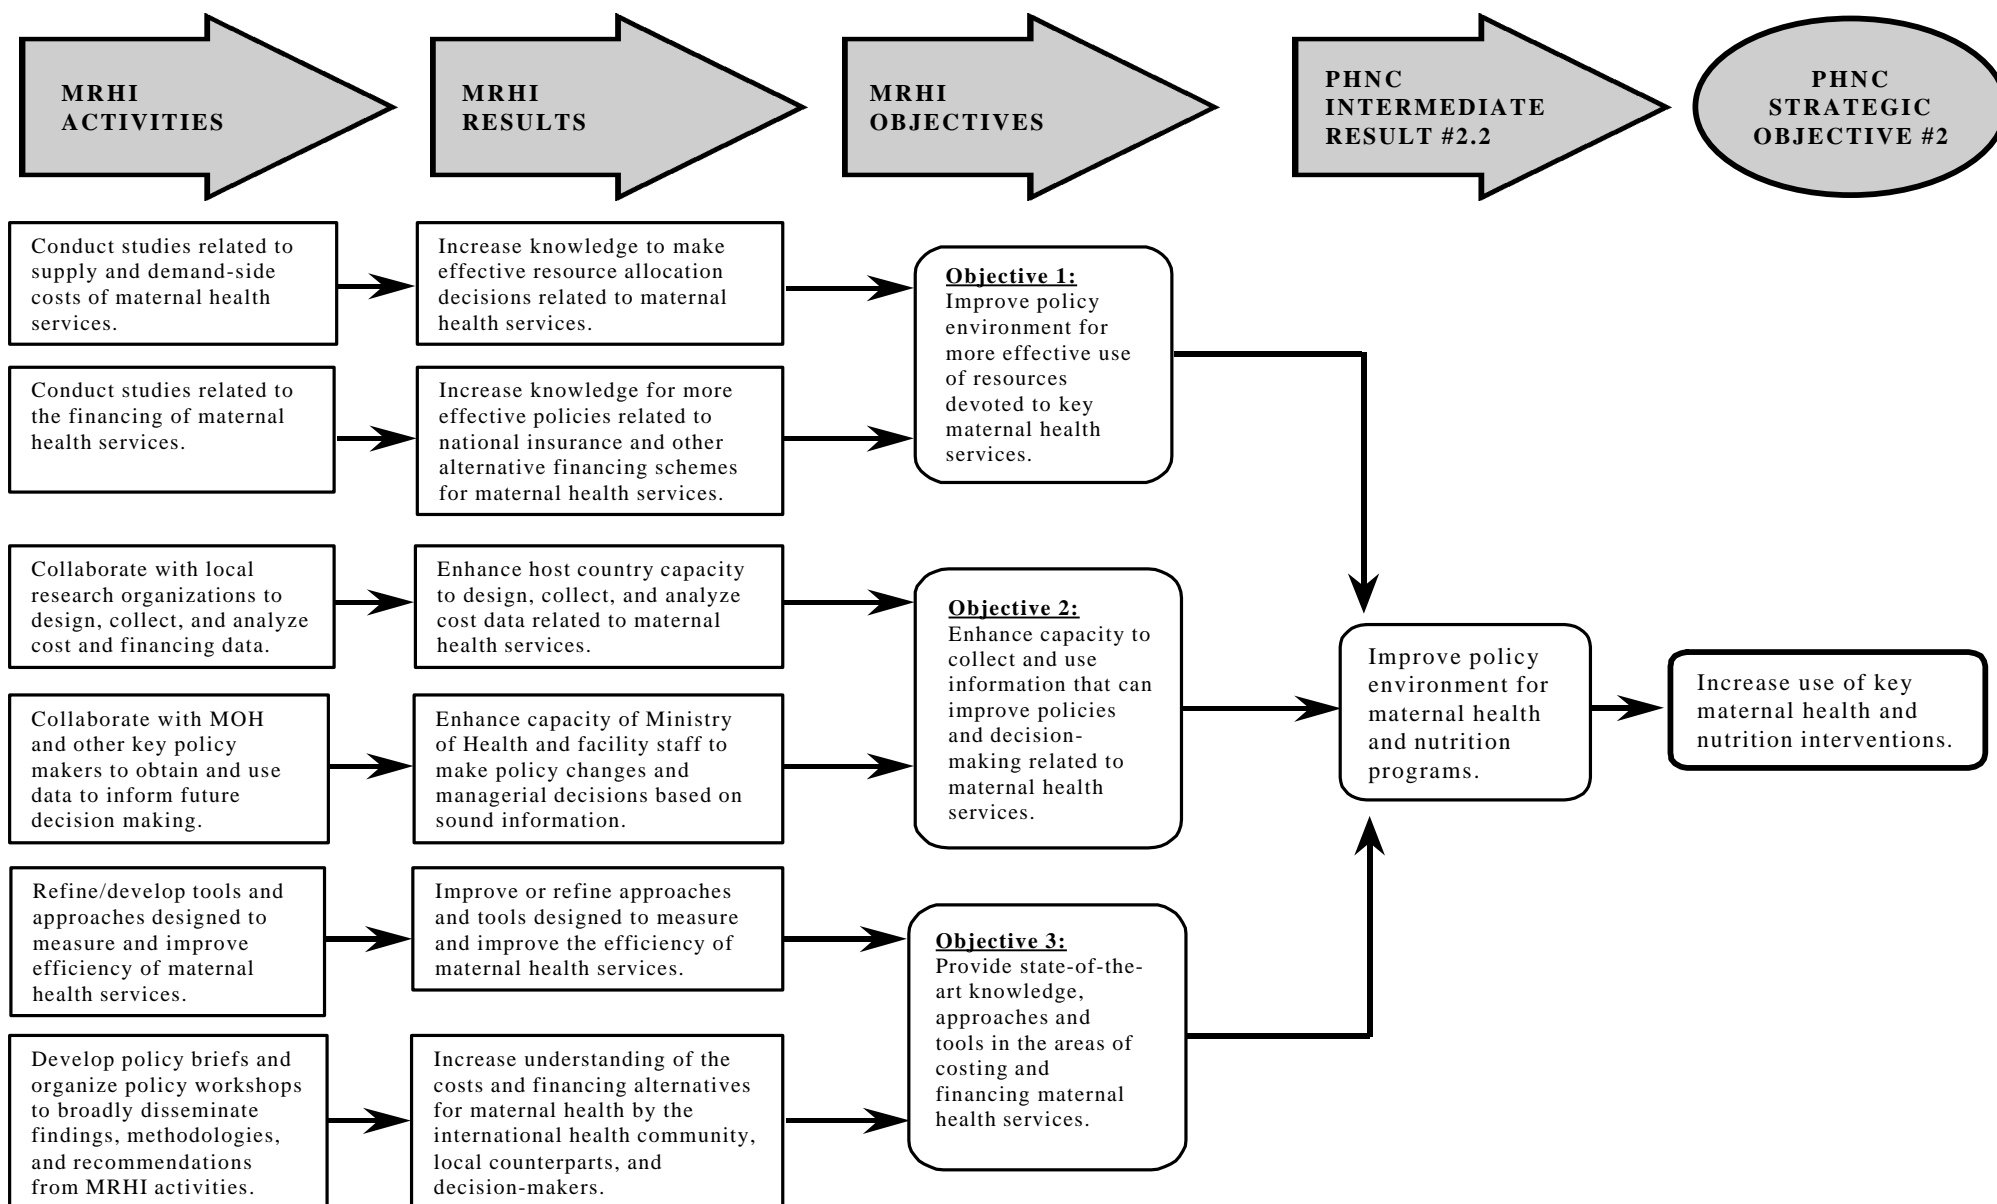 MRHI
ACTIVITIES
MRHI
RESULTS
MRHI
OBJECTIVES
PHNC
INTERMEDIATE
RESULT #2.2
PHNC
STRATEGIC
OBJECTIVE #2
Conduct studies related to
supply and demand-side
costs of maternal health
services.
Increase knowledge to make
effective resource allocation
decisions related to maternal
health services.
Conduct studies related to
the financing of maternal
health services.
Increase knowledge for more
effective policies related to
national insurance and other
alternative financing schemes
for maternal health services.
Objective 1:
Improve policy
environment for
more effective use
of resources
devoted to key
maternal health
services.
Collaborate with local
research organizations to
design, collect, and analyze
cost and financing data.
Enhance host country capacity
to design, collect, and analyze
cost data related to maternal
health services.
Collaborate with MOH
and other key policy
makers to obtain and use
data to inform future
decision making.
Enhance capacity of Ministry
of Health and facility staff to
make policy changes and
managerial decisions based on
sound information.
Objective 2:
Enhance capacity to
collect and use
information that can
improve policies
and decision-
making related to
maternal health
services.
Improve policy
environment for
maternal health
and nutrition
programs.
Increase use of key
maternal health and
nutrition interventions.
Refine/develop tools and
approaches designed to
measure and improve
efficiency of maternal
health services.
Improve or refine approaches
and tools designed to measure
and improve the efficiency of
maternal health services.
Develop policy briefs and
organize policy workshops
to broadly disseminate
findings, methodologies,
and recommendations
from MRHI activities.
Increase understanding of the
costs and financing alternatives
for maternal health by the
international health community,
local counterparts, and
decision-makers.
Objective 3:
Provide state-of-the-
art knowledge,
approaches and
tools in the areas of
costing and
financing maternal
health services.